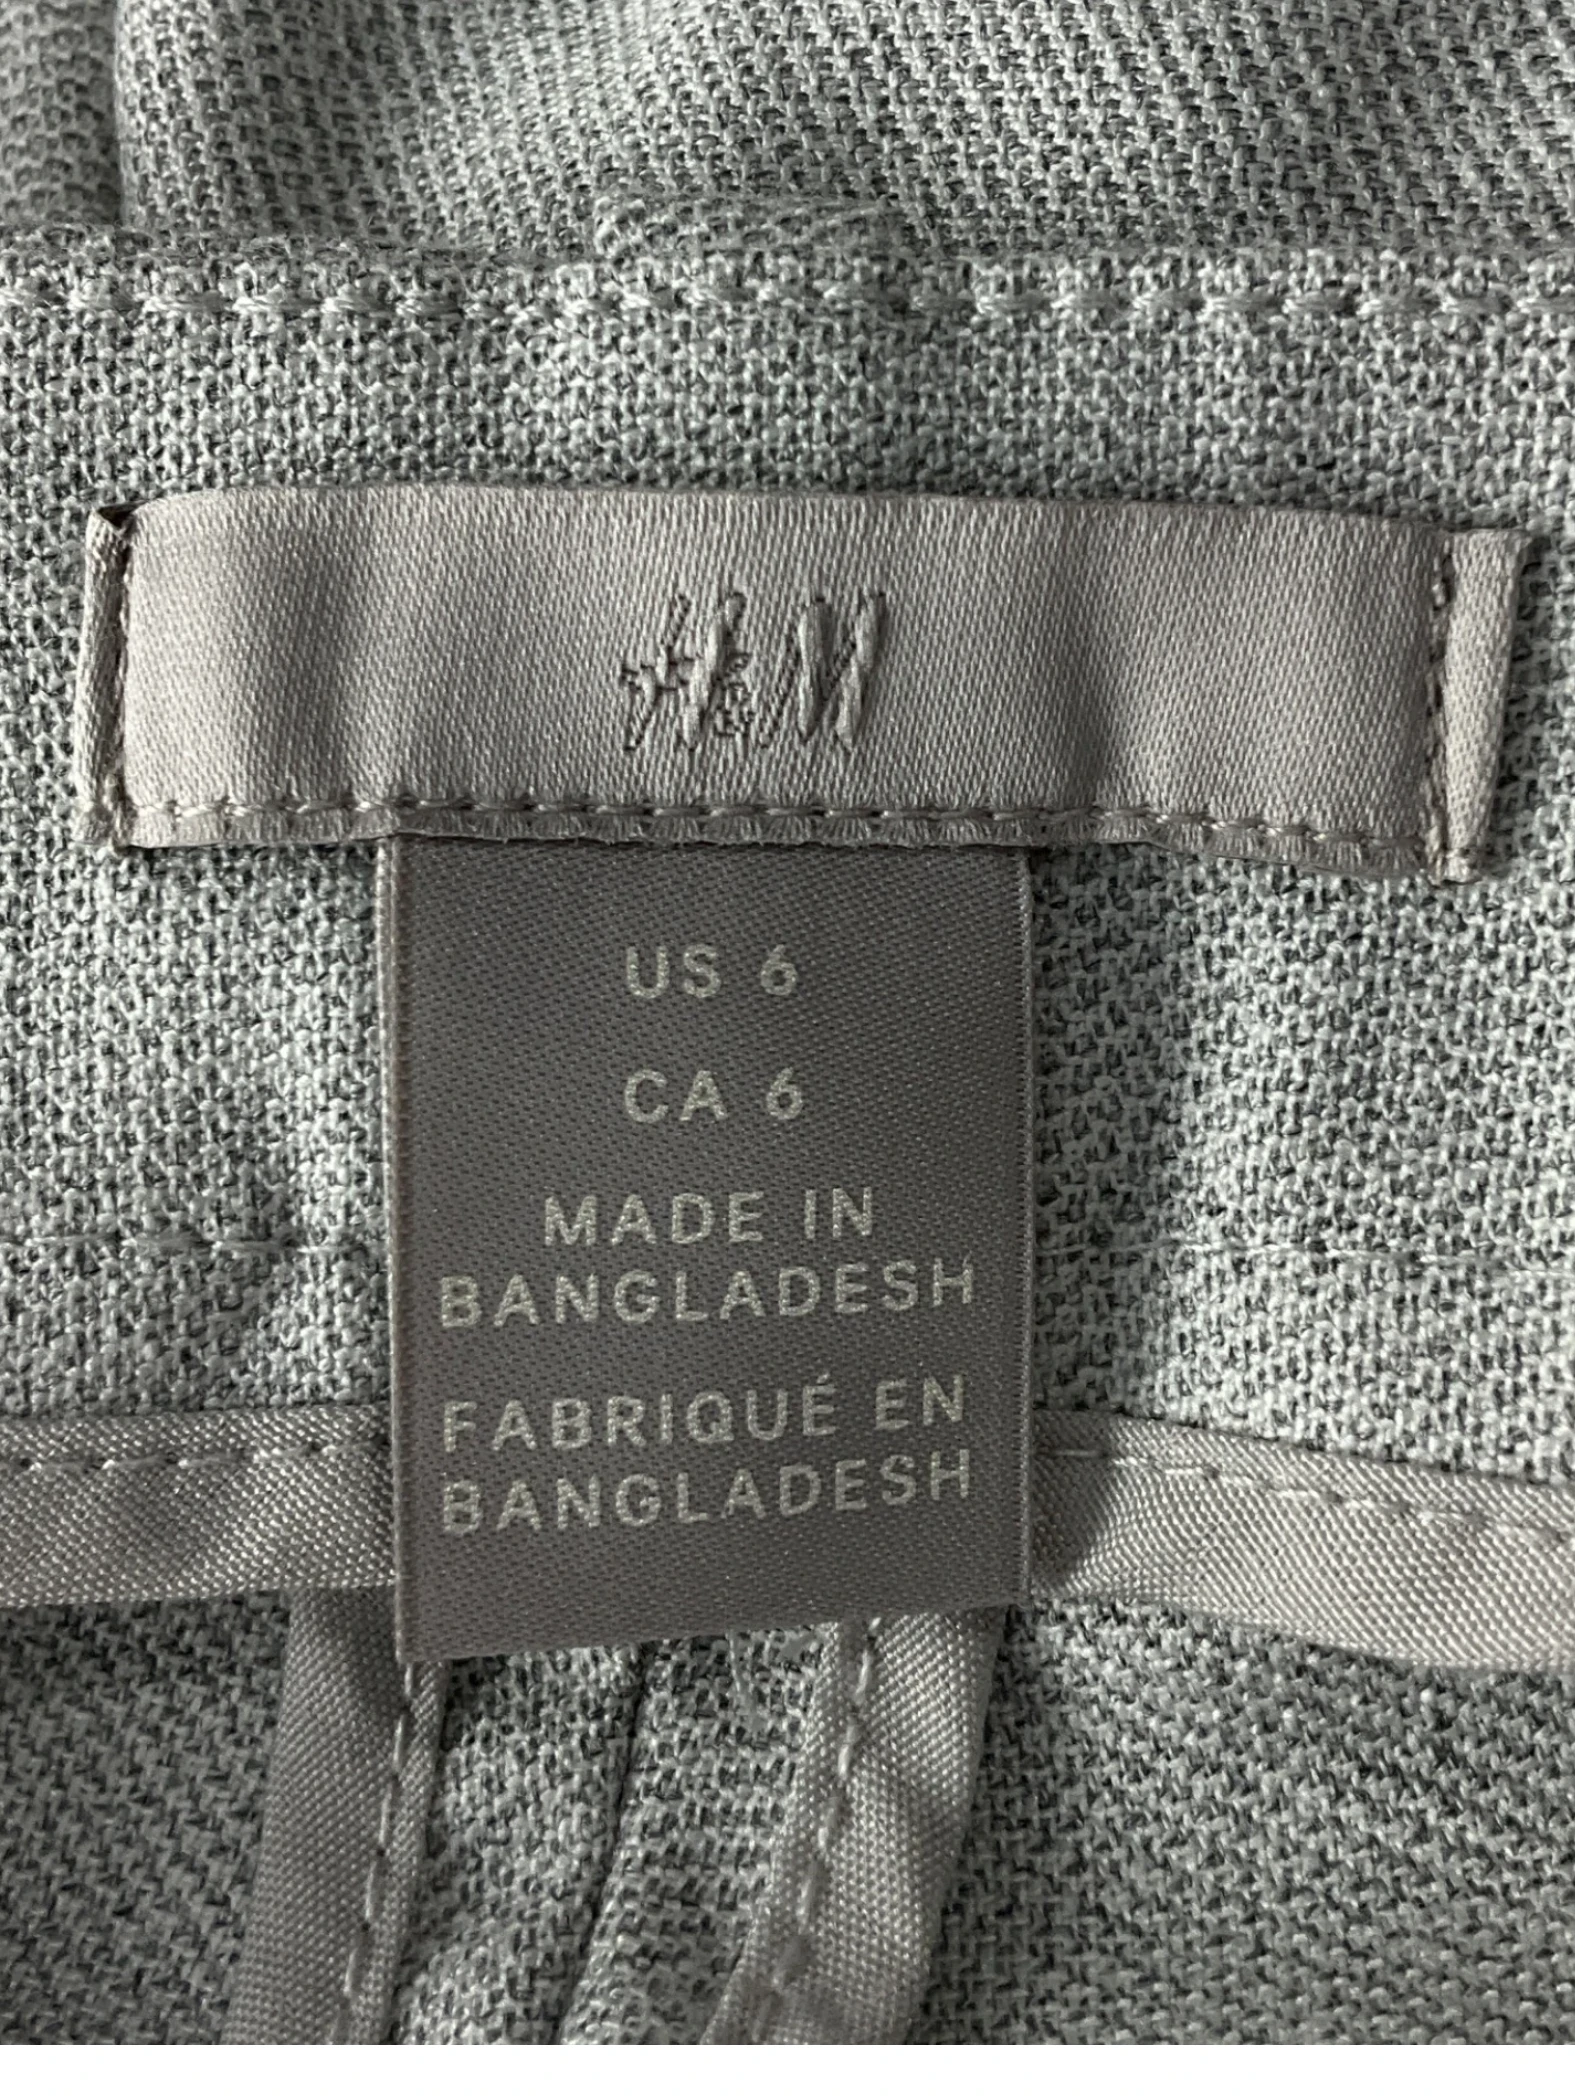 H&M
US 6
CA 6
MADE IN
BANGLADESH
FABRIQUÉ EN
BANGLADESH